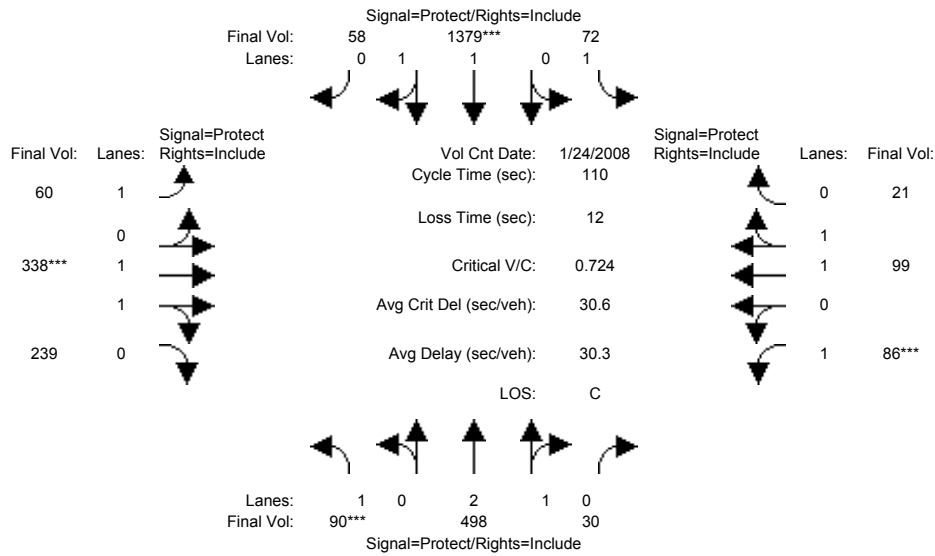 Signal=Protect/Rights=Include
Final Vol: 58 1379*** 72
Lanes: 0 1 1 0 1
Signal=Protect
Final Vol: Lanes: Rights=Include
Vol Cnt Date: 1/24/2008
Signal=Protect
Rights=Include Lanes: Final Vol:
Cycle Time (sec): 110
60 1
0 21
Loss Time (sec): 12
0
1
338*** 1
Critical V/C: 0.724
1 99
1
Avg Crit Del (sec/veh): 30.6
0
239 0
Avg Delay (sec/veh): 30.3
1 86***
LOS: C
Lanes: 1 0 2 1 0
Final Vol: 90*** 498 30
Signal=Protect/Rights=Include